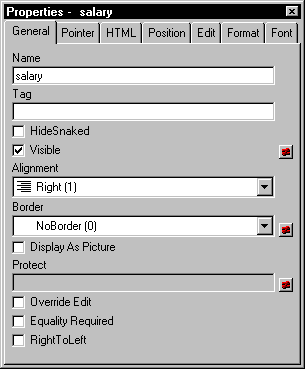 Properties - salary
General Pointer HTML Position Edit Format Font
Name
salary
Tag
HideSnaked
Visible
Alignment
Right (1)
Border
NoBorder (0)
Display As Picture
Protect
Override Edit
Equality Required
RightToLeft